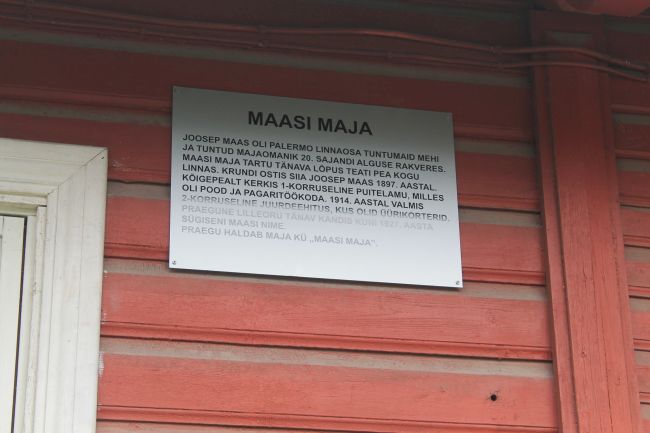 MAASI MAJA
JOOSEP MAAS OLI PALERMO LINNAOSA TUNTUMAID MEHI
JA TUNTUD MAJAOMANIK 20. SAJANDI ALGUSE RAKVERES.
MAASI MAJA TARTU TÄNAVA LÕPUS TEATI PEA KOGU
LINNAS. KRUNDI OSTIS SIIA JOOSEP MAAS 1897. AASTAL.
KÕIGEPEALT KERKIS 1-KORRUSELINE PUITELAMU, MILLES
OLI POOD JA PAGARITÖÖKODA. 1914. AASTAL VALMIS
2-KORRUSELINE JUURDEEHITUS, KUS OLID ÜÜRIKORTERID.
PRAEGUNE LILLEORU TÄNAV KANDIS KUNI 1927. AASTA
SÜGISENI MAASI NIME.
PRAEGU HALDAB MAJA KÜ „MAASI MAJA".